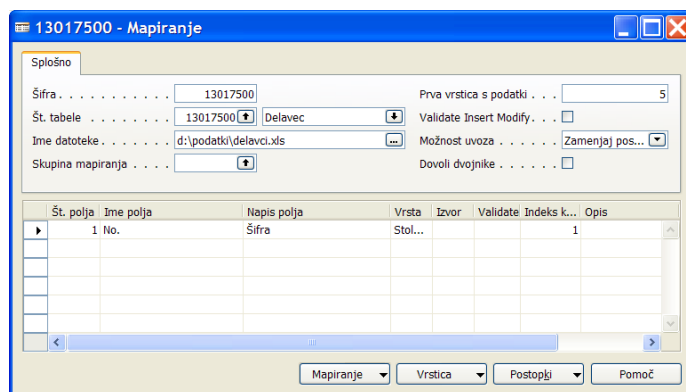 13017500 - Mapiranje
Splošno
Šifra . . . . . . . . . . . 13017500
Št. tabele . . . . . . . . 13017500 Delavec
Ime datoteke . . . . . . . d:\podatki\delavci.xls
Skupina mapiranja . . . .
Prva vrstica s podatki . . . 5
Validate Insert Modify. . .
Možnost uvoza . . . . . . Zamenjaj pos...
Dovoli dvojnike . . . . . .
Št. polja Ime polja Napis polja Vrsta Izvor Validate Indeks k... Opis
1 No. Šifra Stol... 1
Mapiranje Vrstica Postopki Pomoč